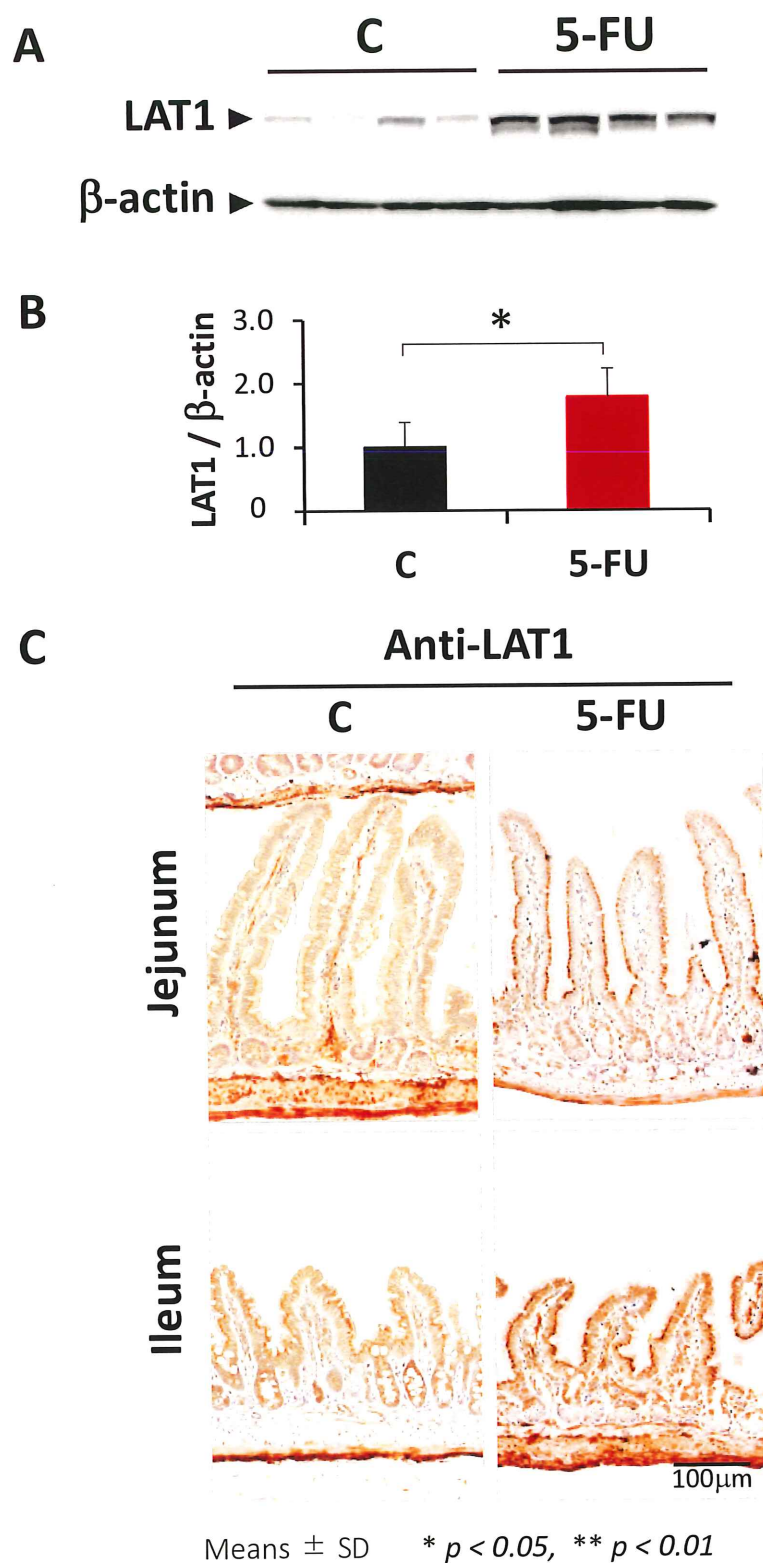 A
C 5-FU
LAT1 ►
β-actin ►
B
LAT1 / β-actin
3.0
2.0
1.0
0
*
C 5-FU
C
Anti-LAT1
C 5-FU
Jejunum
Ileum
100μm
Means ± SD * p < 0.05, ** p < 0.01